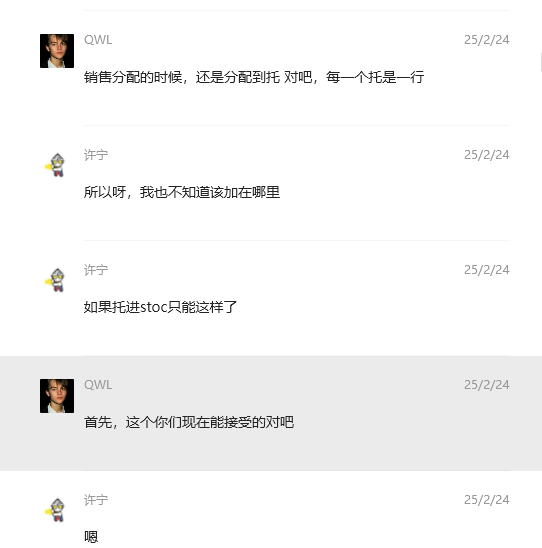 QWL 25/2/24
销售分配的时候，还是分配到托 对吧，每一个托是一行
许宁 25/2/24
所以呀，我也不知道该加在哪里
许宁 25/2/24
如果托进stoc只能这样了
QWL 25/2/24
首先，这个你们现在能接受的对吧
许宁 25/2/24
嗯